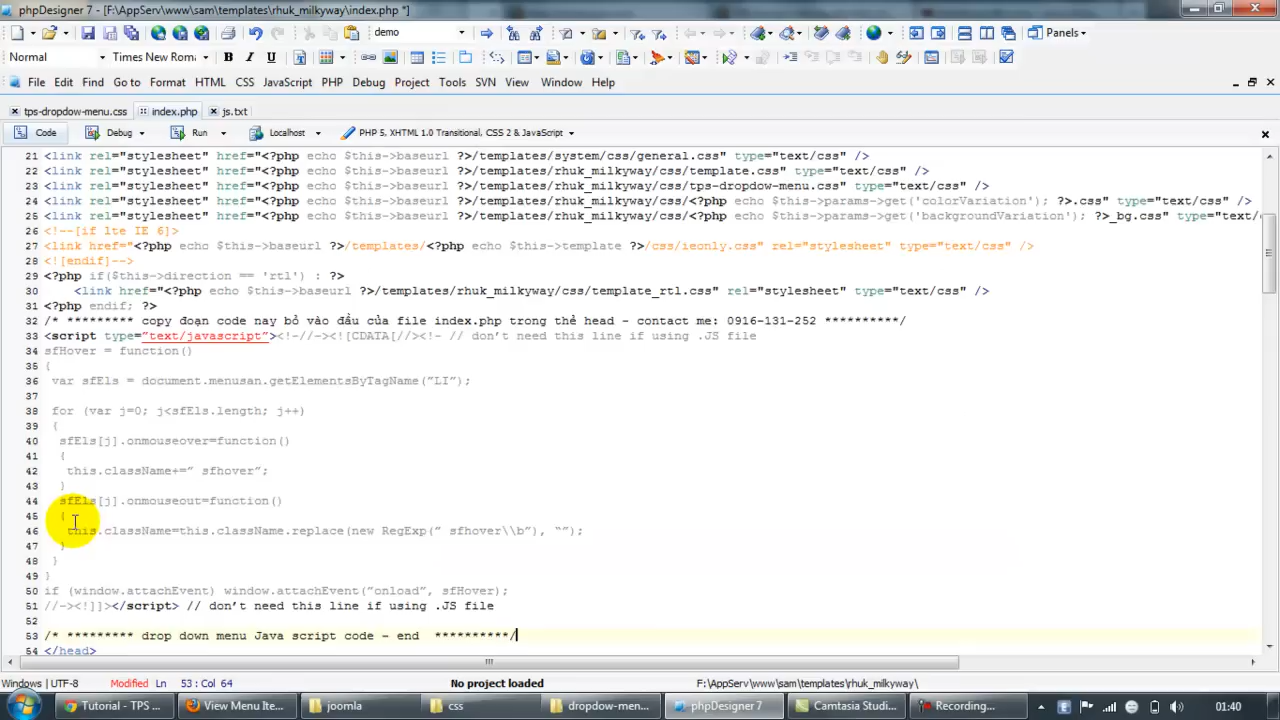 phpDesigner 7 - [F:\AppServ\www\sam\templates\rhuk_milkyway\index.php *]
demo
Normal Times New Roma B I U Panels
File Edit Find Go To Format HTML CSS JavaScript PHP Debug Project Tools SVN View Window Help
tps-dropdow-menu.css index.php js.txt
Code Debug Run Localhost PHP 5, XHTML 1.0 Transitional, CSS 2 & JavaScript
21 <link rel="stylesheet" href="<?php echo $this->baseurl ?>/templates/system/css/general.css" type="text/css" />
22 <link rel="stylesheet" href="<?php echo $this->baseurl ?>/templates/rhuk_milkyway/css/template.css" type="text/css" />
23 <link rel="stylesheet" href="<?php echo $this->baseurl ?>/templates/rhuk_milkyway/css/tps-dropdow-menu.css" type="text/css" />
24 <link rel="stylesheet" href="<?php echo $this->baseurl ?>/templates/rhuk_milkyway/css/<?php echo $this->params->get('colorVariation'); ?>.css" type="text/css" />
25 <link rel="stylesheet" href="<?php echo $this->baseurl ?>/templates/rhuk_milkyway/css/<?php echo $this->params->get('backgroundVariation'); ?>_bg.css" type="text/
26 <!--[if lte IE 6]>
27 <link href="<?php echo $this->baseurl ?>/templates/<?php echo $this->template ?>/css/ieonly.css" rel="stylesheet" type="text/css" />
28 <![endif]-->
29 <?php if($this->direction == 'rtl') : ?>
30 <link href="<?php echo $this->baseurl ?>/templates/rhuk_milkyway/css/template_rtl.css" rel="stylesheet" type="text/css" />
31 <?php endif; ?>
32 /* ********* copy đoạn code nay bỏ vào đầu của file index.php trong thẻ head - contact me: 0916-131-252 **********/
33 <script type=”text/javascript”><!–//–><![CDATA[//><!– // don’t need this line if using .JS file
34 sfHover = function()
35 {
36 var sfEls = document.menusan.getElementsByTagName(”LI”);
37
38 for (var j=0; j<sfEls.length; j++)
39 {
40 sfEls[j].onmouseover=function()
41 {
42 this.className+=” sfhover”;
43 }
44 sfEls[j].onmouseout=function()
45 {
46 this.className=this.className.replace(new RegExp(” sfhover\\b”), “”);
47 }
48 }
49 }
50 if (window.attachEvent) window.attachEvent(”onload”, sfHover);
51 //–><!]]></script> // don’t need this line if using .JS file
52
53 /* ********* drop down menu Java script code - end **********/
54 </head>
Windows | UTF-8 Modified Ln 53 : Col 64 No project loaded F:\AppServ\www\sam\templates\rhuk_milkyway\
Tutorial - TPS ... View Menu Ite... joomla css dropdow-men... phpDesigner 7 Camtasia Studi... Recording... 01:40